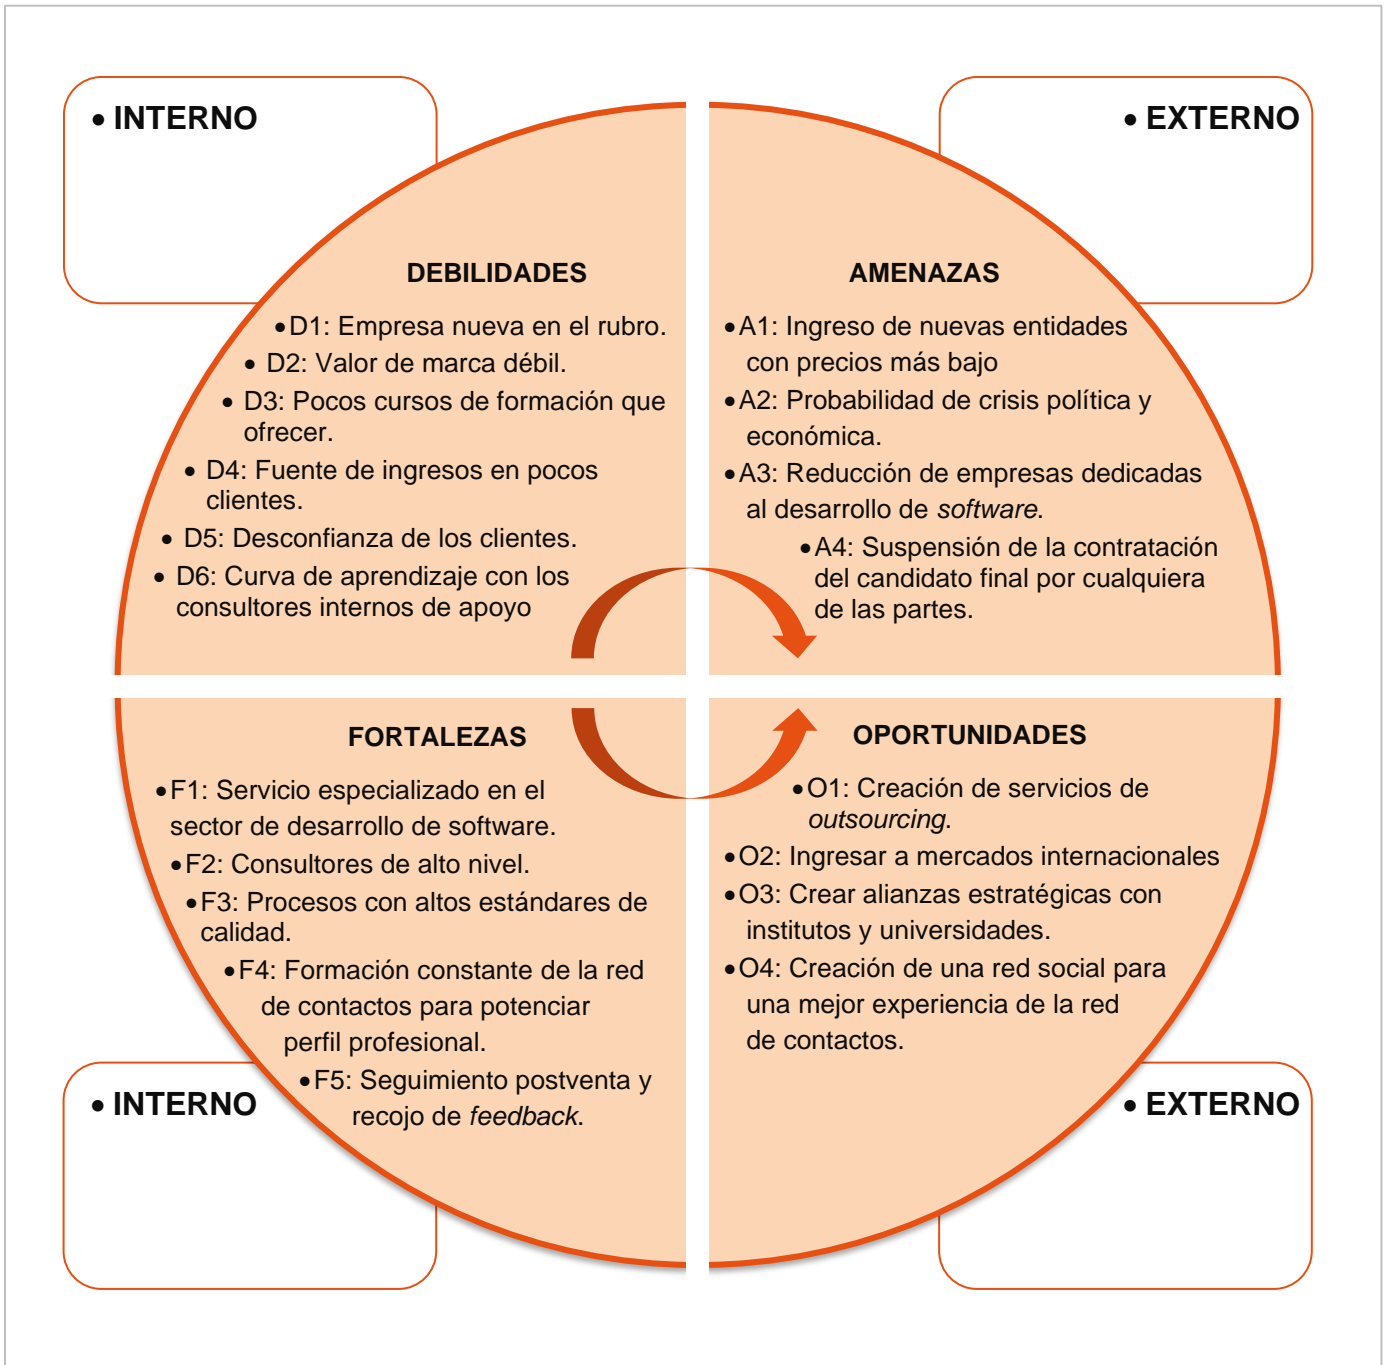 • INTERNO
• EXTERNO
DEBILIDADES
• D1: Empresa nueva en el rubro.
• D2: Valor de marca débil.
• D3: Pocos cursos de formación que
ofrecer.
• D4: Fuente de ingresos en pocos
clientes.
• D5: Desconfianza de los clientes.
• D6: Curva de aprendizaje con los
consultores internos de apoyo
AMENAZAS
• A1: Ingreso de nuevas entidades
con precios más bajo
• A2: Probabilidad de crisis política y
económica.
• A3: Reducción de empresas dedicadas
al desarrollo de software.
• A4: Suspensión de la contratación
del candidato final por cualquiera
de las partes.
FORTALEZAS
• F1: Servicio especializado en el
sector de desarrollo de software.
• F2: Consultores de alto nivel.
• F3: Procesos con altos estándares de
calidad.
• F4: Formación constante de la red
de contactos para potenciar
perfil profesional.
• F5: Seguimiento postventa y
recojo de feedback.
OPORTUNIDADES
• O1: Creación de servicios de
outsourcing.
• O2: Ingresar a mercados internacionales
• O3: Crear alianzas estratégicas con
institutos y universidades.
• O4: Creación de una red social para
una mejor experiencia de la red
de contactos.
• INTERNO
• EXTERNO